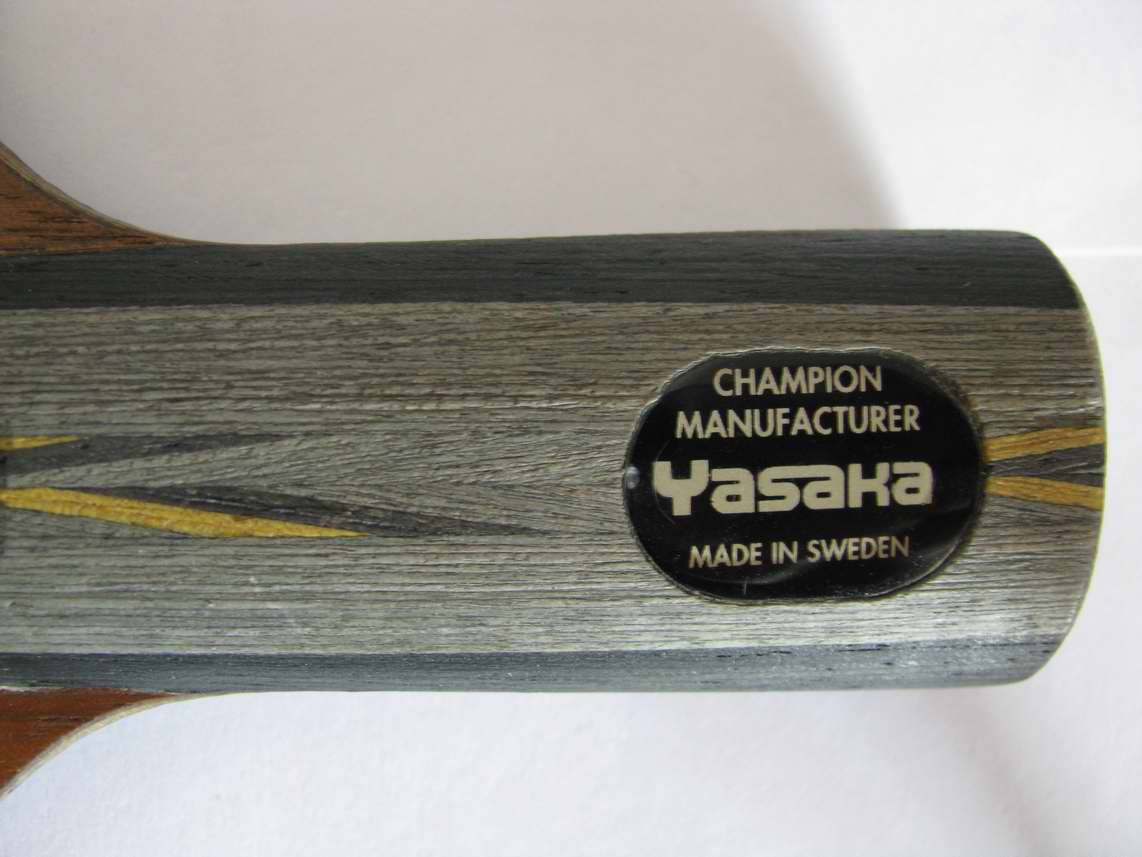 CHAMPION
MANUFACTURER
Yasaka
MADE IN SWEDEN